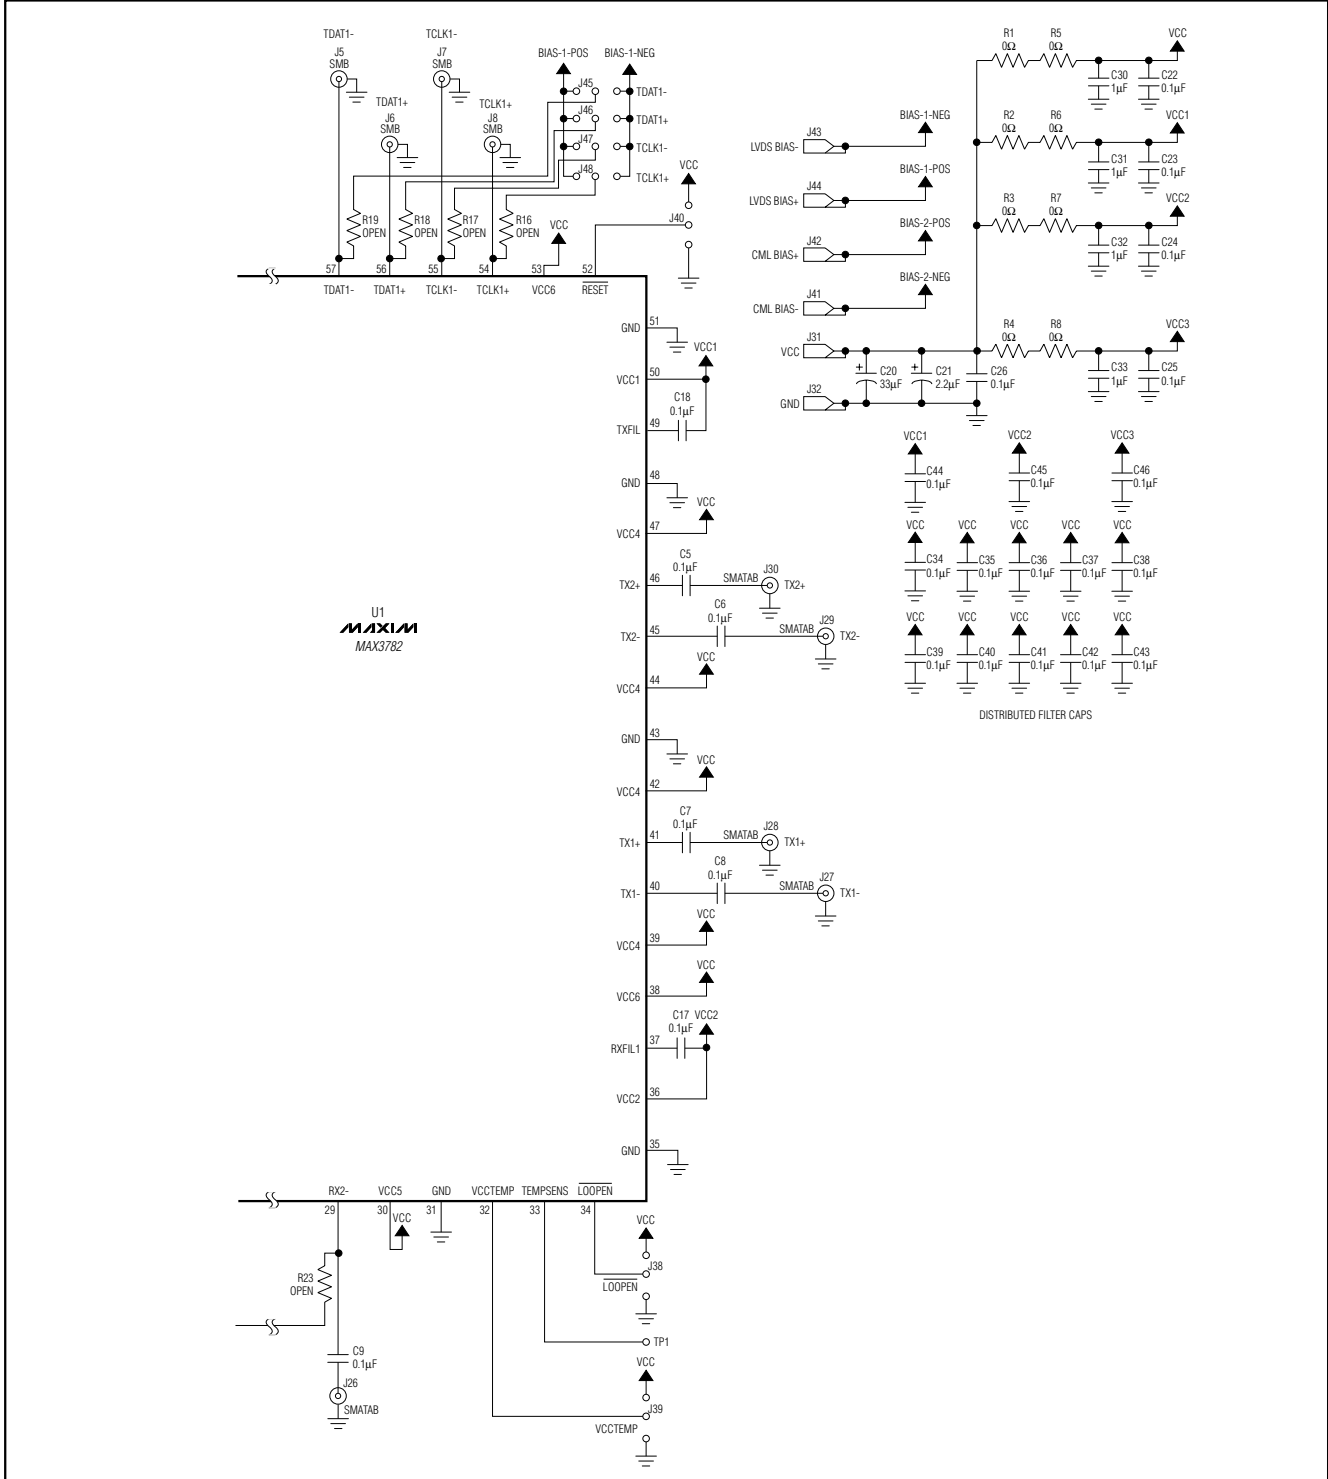 TDAT1-
J5
SMB
TCLK1-
J7
SMB
TDAT1+
J6
SMB
TCLK1+
J8
SMB
BIAS-1-POS
BIAS-1-NEG
J45
TDAT1-
J46
TDAT1+
J47
TCLK1-
J48
TCLK1+
VCC
J40
R19
OPEN
R18
OPEN
R17
OPEN
R16
OPEN
VCC
57
56
55
54
53
52
TDAT1-
TDAT1+
TCLK1-
TCLK1+
VCC6
RESET
GND
51
VCC1
VCC1
50
C18
0.1µF
TXFIL
49
GND
48
VCC
VCC4
47
C5
0.1µF
TX2+
46
SMATAB
J30
TX2+
C6
0.1µF
TX2-
45
SMATAB
J29
TX2-
VCC
VCC4
44
GND
43
VCC
VCC4
42
C7
0.1µF
TX1+
41
SMATAB
J28
TX1+
C8
0.1µF
TX1-
40
SMATAB
J27
TX1-
VCC
VCC4
39
VCC
VCC6
38
C17
0.1µF
VCC2
RXFIL1
37
VCC2
36
GND
35
U1
MAXIM
MAX3782
RX2-
VCC5
GND
VCCTEMP
TEMPSENS
LOOPEN
29
30
31
32
33
34
VCC
R23
OPEN
C9
0.1µF
J26
SMATAB
VCC
J38
LOOPEN
TP1
VCC
J39
VCCTEMP
R1
0Ω
R5
0Ω
VCC
C30
1µF
C22
0.1µF
R2
0Ω
R6
0Ω
VCC1
C31
1µF
C23
0.1µF
R3
0Ω
R7
0Ω
VCC2
C32
1µF
C24
0.1µF
R4
0Ω
R8
0Ω
VCC3
C33
1µF
C25
0.1µF
BIAS-1-NEG
J43
LVDS BIAS-
BIAS-1-POS
J44
LVDS BIAS+
BIAS-2-POS
J42
CML BIAS+
BIAS-2-NEG
J41
CML BIAS-
J31
VCC
+
C20
33µF
+
C21
2.2µF
C26
0.1µF
J32
GND
VCC1
C44
0.1µF
VCC2
C45
0.1µF
VCC3
C46
0.1µF
VCC
C34
0.1µF
VCC
C35
0.1µF
VCC
C36
0.1µF
VCC
C37
0.1µF
VCC
C38
0.1µF
VCC
C39
0.1µF
VCC
C40
0.1µF
VCC
C41
0.1µF
VCC
C42
0.1µF
VCC
C43
0.1µF
DISTRIBUTED FILTER CAPS